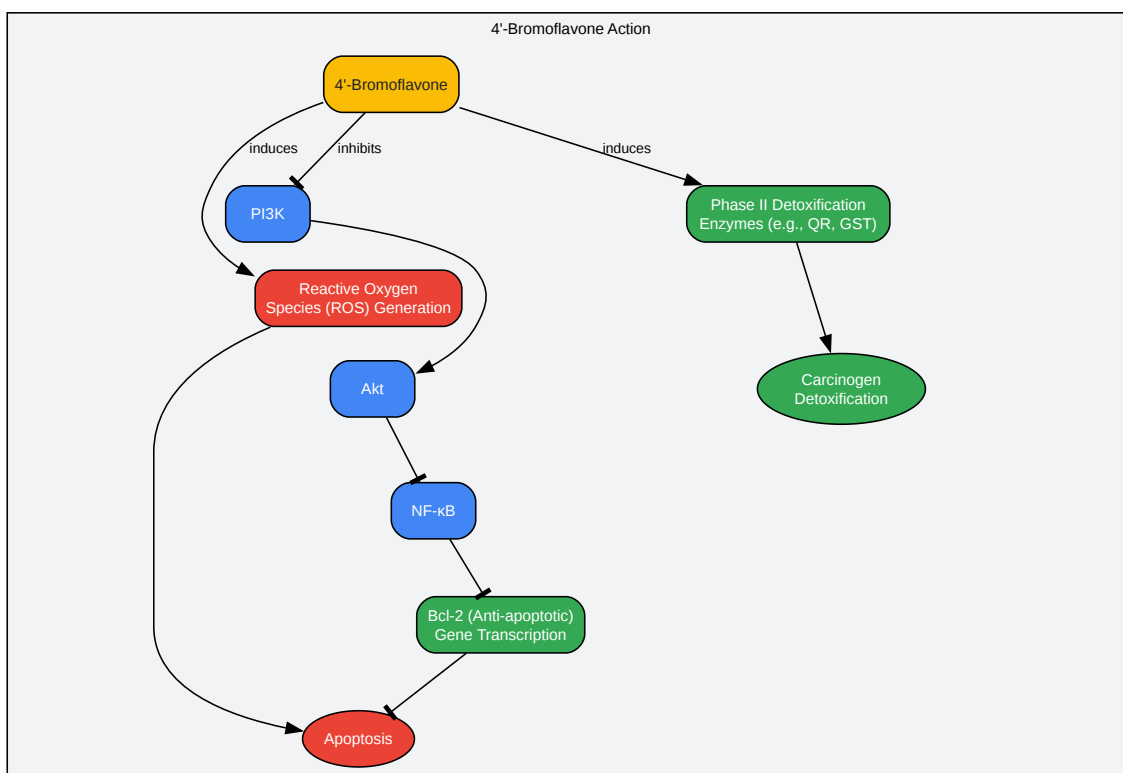 4'-Bromoflavone Action
4'-Bromoflavone
induces
inhibits
induces
PI3K
Phase II Detoxification
Enzymes (e.g., QR, GST)
Reactive Oxygen
Species (ROS) Generation
Akt
Carcinogen
Detoxification
NF-κB
Bcl-2 (Anti-apoptotic)
Gene Transcription
Apoptosis